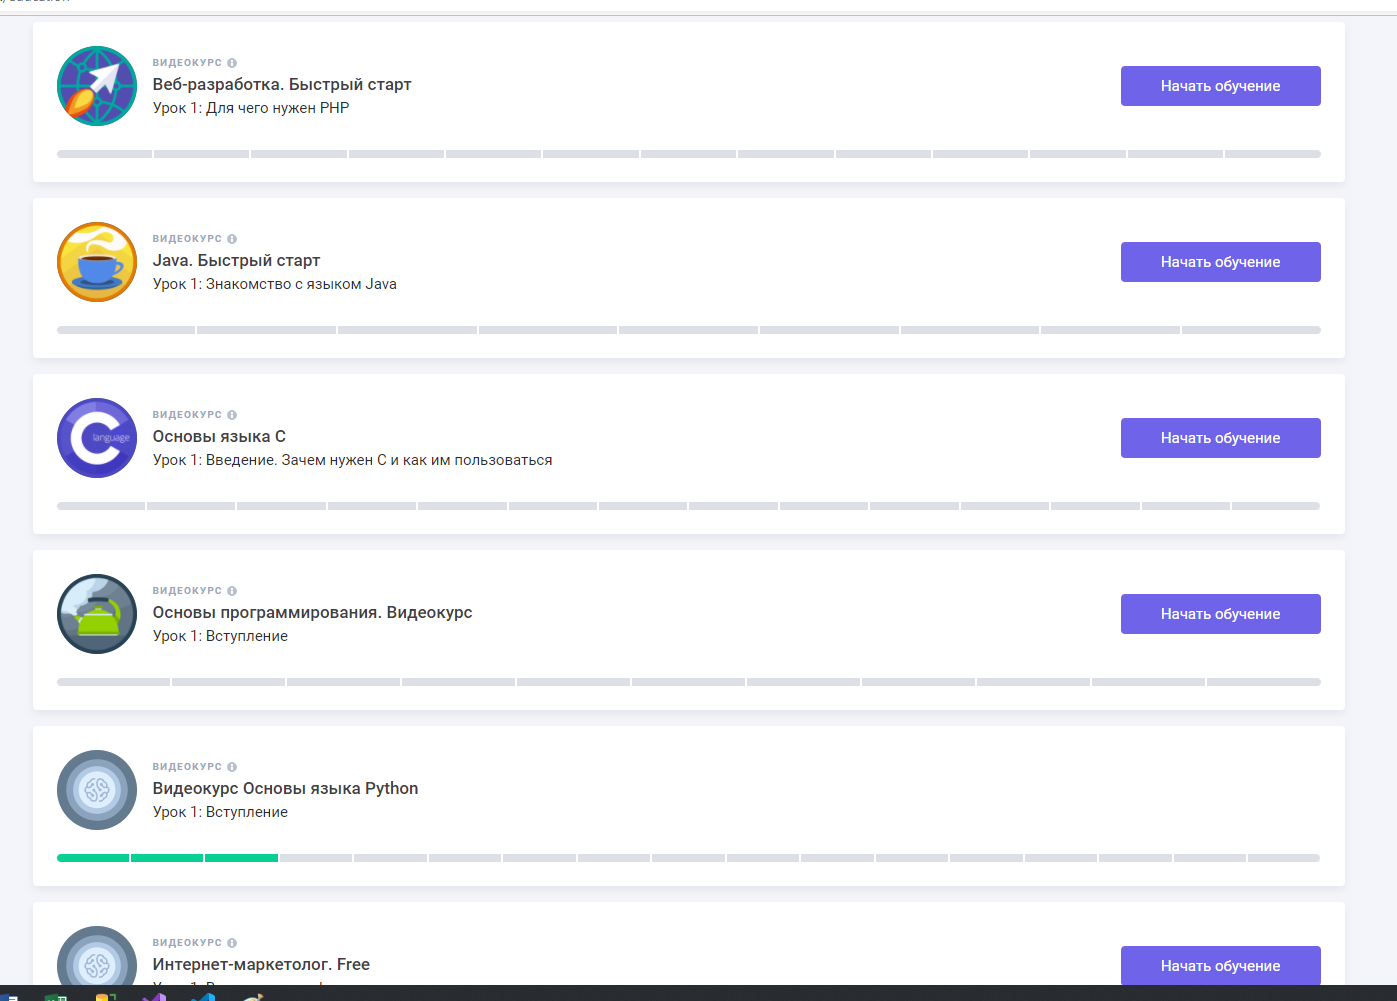 ВИДЕОКУРС
Веб-разработка. Быстрый старт
Урок 1: Для чего нужен PHP
Начать обучение
ВИДЕОКУРС
Java. Быстрый старт
Урок 1: Знакомство с языком Java
Начать обучение
ВИДЕОКУРС
Основы языка C
Урок 1: Введение. Зачем нужен C и как им пользоваться
Начать обучение
language
ВИДЕОКУРС
Основы программирования. Видеокурс
Урок 1: Вступление
Начать обучение
ВИДЕОКУРС
Видеокурс Основы языка Python
Урок 1: Вступление
ВИДЕОКУРС
Интернет-маркетолог. Free
Начать обучение